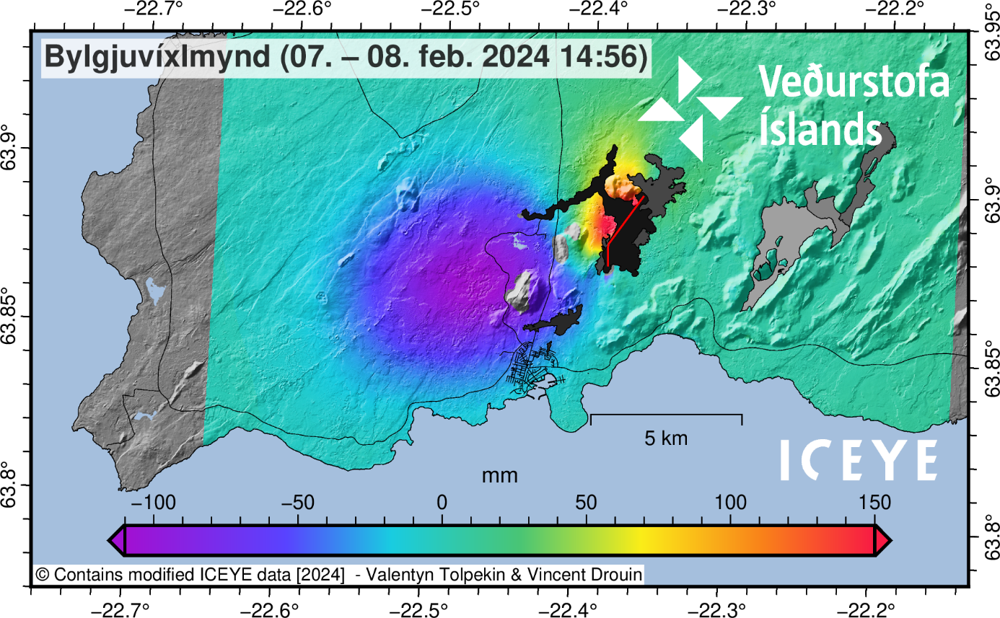 −22.7° −22.6° −22.5° −22.4° −22.3° −22.2°
Bylgjuvíxlmynd (07. – 08. feb. 2024 14:56)
Veðurstofa
Íslands
63.9°
63.85°
63.8°
63.95°
63.9°
63.85°
63.8°
5 km
ICEYE
mm
−100 −50 0 50 100 150
© Contains modified ICEYE data [2024] - Valentyn Tolpekin & Vincent Drouin
−22.7° −22.6° −22.5° −22.4° −22.3° −22.2°